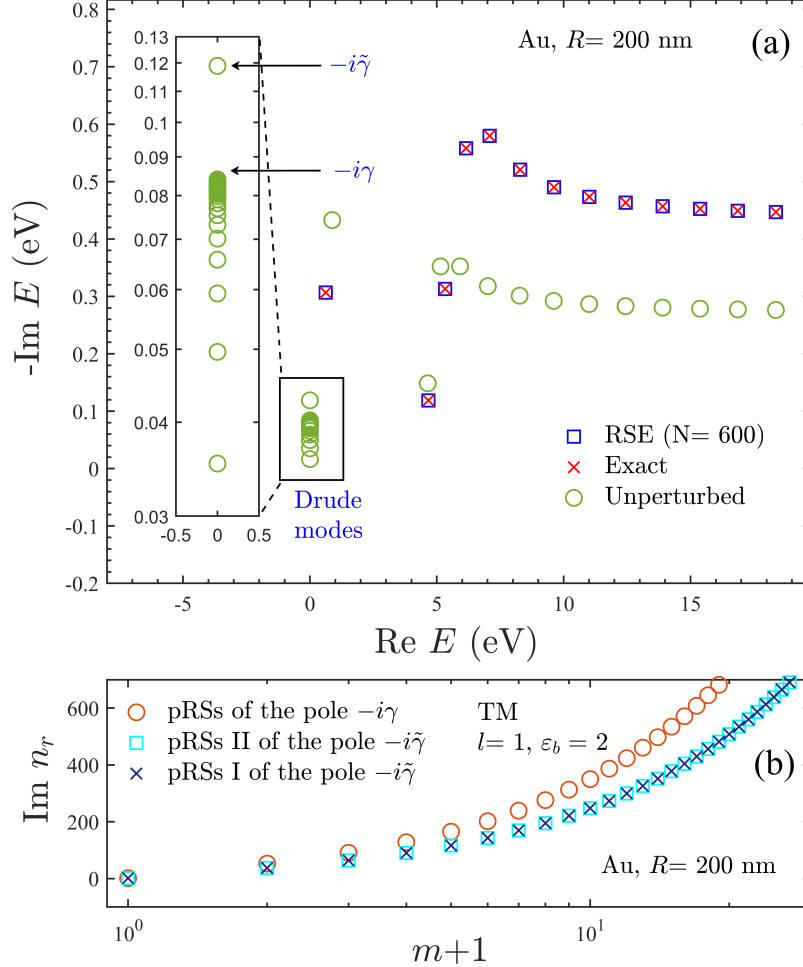 Au, R= 200 nm
(a)
-Im E (eV)
0.8
0.7
0.6
0.5
0.4
0.3
0.2
0.1
0
-0.1
-0.2
0.13
0.12
0.11
0.1
0.09
0.08
0.07
0.06
0.05
0.04
0.03
-0.5 0 0.5
−iγ̃
−iγ
Drude
modes
RSE (N= 600)
Exact
Unperturbed
-5 0 5 10 15
Re E (eV)
Im n_r
600
400
200
0
pRSs of the pole −iγ
pRSs II of the pole −iγ̃
pRSs I of the pole −iγ̃
TM
l= 1, ε_b = 2
(b)
Au, R= 200 nm
10⁰ 10¹
m+1